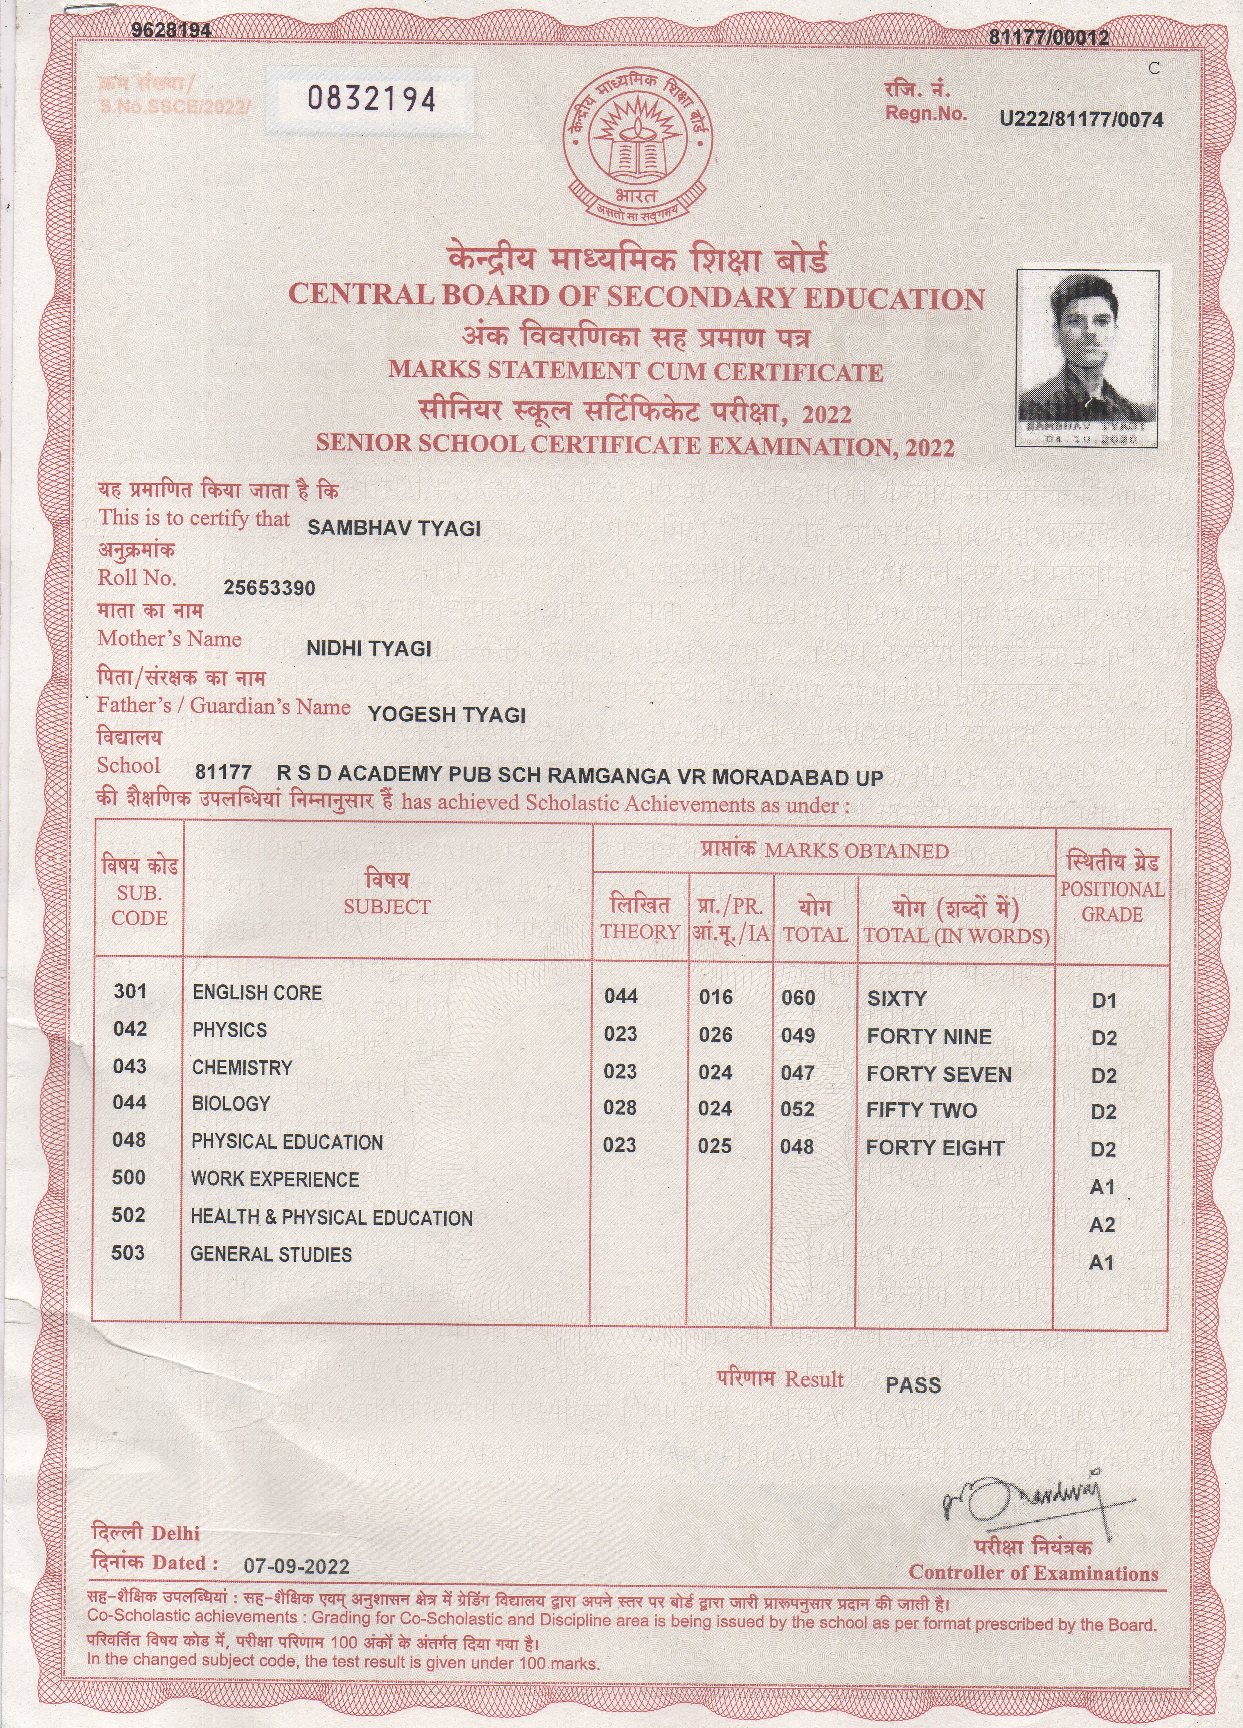 9628194
81177/00012
C
क्रम संख्या/
S.No.SSCE/2022/
0832194
रजि. नं.
Regn.No. U222/81177/0074
केन्द्रीय माध्यमिक शिक्षा बोर्ड
भारत
असतो मा सद्गमय
केन्द्रीय माध्यमिक शिक्षा बोर्ड
CENTRAL BOARD OF SECONDARY EDUCATION
अंक विवरणिका सह प्रमाण पत्र
MARKS STATEMENT CUM CERTIFICATE
सीनियर स्कूल सर्टिफिकेट परीक्षा, 2022
SENIOR SCHOOL CERTIFICATE EXAMINATION, 2022
SAMBHAV TYAGI
04.10.2020
यह प्रमाणित किया जाता है कि
This is to certify that SAMBHAV TYAGI
अनुक्रमांक
Roll No. 25653390
माता का नाम
Mother's Name NIDHI TYAGI
पिता/संरक्षक का नाम
Father's / Guardian's Name YOGESH TYAGI
विद्यालय
School 81177 R S D ACADEMY PUB SCH RAMGANGA VR MORADABAD UP
की शैक्षणिक उपलब्धियां निम्नानुसार हैं has achieved Scholastic Achievements as under :
विषय कोड
SUB.
CODE
विषय
SUBJECT
प्राप्तांक MARKS OBTAINED
लिखित
THEORY
प्रा./PR.
आं.मू./IA
योग
TOTAL
योग (शब्दों में)
TOTAL (IN WORDS)
स्थितीय ग्रेड
POSITIONAL
GRADE
301 ENGLISH CORE 044 016 060 SIXTY D1
042 PHYSICS 023 026 049 FORTY NINE D2
043 CHEMISTRY 023 024 047 FORTY SEVEN D2
044 BIOLOGY 028 024 052 FIFTY TWO D2
048 PHYSICAL EDUCATION 023 025 048 FORTY EIGHT D2
500 WORK EXPERIENCE A1
502 HEALTH & PHYSICAL EDUCATION A2
503 GENERAL STUDIES A1
परिणाम Result PASS
दिल्ली Delhi
दिनांक Dated : 07-09-2022
परीक्षा नियंत्रक
Controller of Examinations
सह-शैक्षिक उपलब्धियां : सह-शैक्षिक एवम् अनुशासन क्षेत्र में ग्रेडिंग विद्यालय द्वारा अपने स्तर पर बोर्ड द्वारा जारी प्रारूपनुसार प्रदान की जाती है।
Co-Scholastic achievements : Grading for Co-Scholastic and Discipline area is being issued by the school as per format prescribed by the Board.
परिवर्तित विषय कोड में, परीक्षा परिणाम 100 अंकों के अंतर्गत दिया गया है।
In the changed subject code, the test result is given under 100 marks.